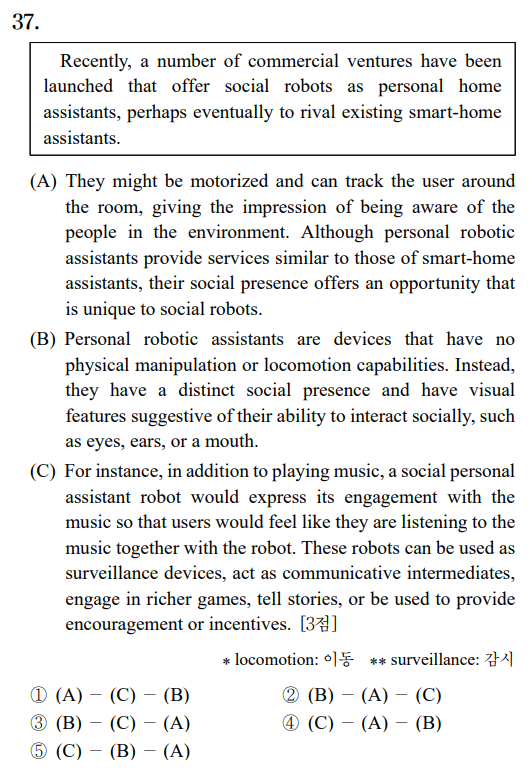 37.
Recently, a number of commercial ventures have been
launched that offer social robots as personal home
assistants, perhaps eventually to rival existing smart-home
assistants.
(A) They might be motorized and can track the user around
the room, giving the impression of being aware of the
people in the environment. Although personal robotic
assistants provide services similar to those of smart-home
assistants, their social presence offers an opportunity that
is unique to social robots.
(B) Personal robotic assistants are devices that have no
physical manipulation or locomotion capabilities. Instead,
they have a distinct social presence and have visual
features suggestive of their ability to interact socially, such
as eyes, ears, or a mouth.
(C) For instance, in addition to playing music, a social personal
assistant robot would express its engagement with the
music so that users would feel like they are listening to the
music together with the robot. These robots can be used as
surveillance devices, act as communicative intermediates,
engage in richer games, tell stories, or be used to provide
encouragement or incentives. [3점]
* locomotion: 이동 ** surveillance: 감시
① (A) − (C) − (B) ② (B) − (A) − (C)
③ (B) − (C) − (A) ④ (C) − (A) − (B)
⑤ (C) − (B) − (A)